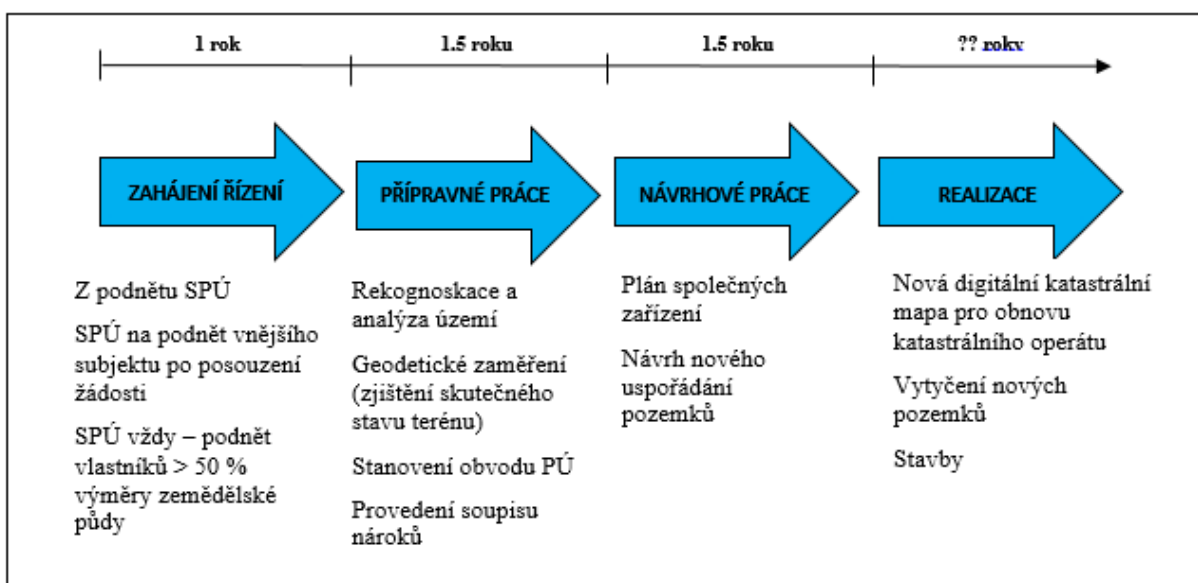 1 rok
1.5 roku
1.5 roku
?? roky
ZAHÁJENÍ ŘÍZENÍ
PŘÍPRAVNÉ PRÁCE
NÁVRHOVÉ PRÁCE
REALIZACE
Z podnětu SPÚ
SPÚ na podnět vnějšího
subjektu po posouzení
žádosti
SPÚ vždy – podnět
vlastníků > 50 %
výměry zemědělské
půdy
Rekognoskace a
analýza území
Geodetické zaměření
(zjištění skutečného
stavu terénu)
Stanovení obvodu PÚ
Provedení soupisu
nároků
Plán společných
zařízení
Návrh nového
uspořádání
pozemků
Nová digitální katastrální
mapa pro obnovu
katastrálního operátu
Vytyčení nových
pozemků
Stavby